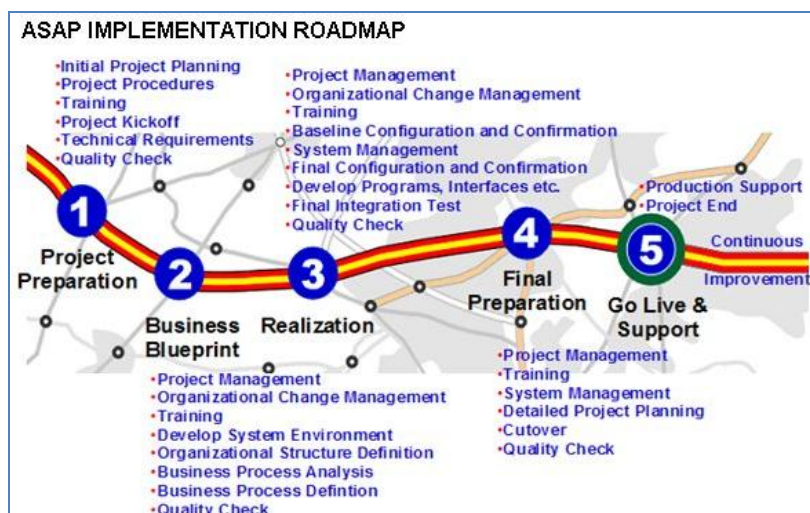 ASAP IMPLEMENTATION ROADMAP
•Initial Project Planning
•Project Procedures
•Training
•Project Kickoff
•Technical Requirements
•Quality Check
•Project Management
•Organizational Change Management
•Training
•Baseline Configuration and Confirmation
•System Management
•Final Configuration and Confirmation
•Develop Programs, Interfaces etc.
•Final Integration Test
•Quality Check
•Production Support
•Project End
1
Project
Preparation
2
Business
Blueprint
3
Realization
4
Final
Preparation
5
Go Live &
Support
Continuous
Improvement
•Project Management
•Organizational Change Management
•Training
•Develop System Environment
•Organizational Structure Definition
•Business Process Analysis
•Business Process Defintion
•Quality Check
•Project Management
•Training
•System Management
•Detailed Project Planning
•Cutover
•Quality Check